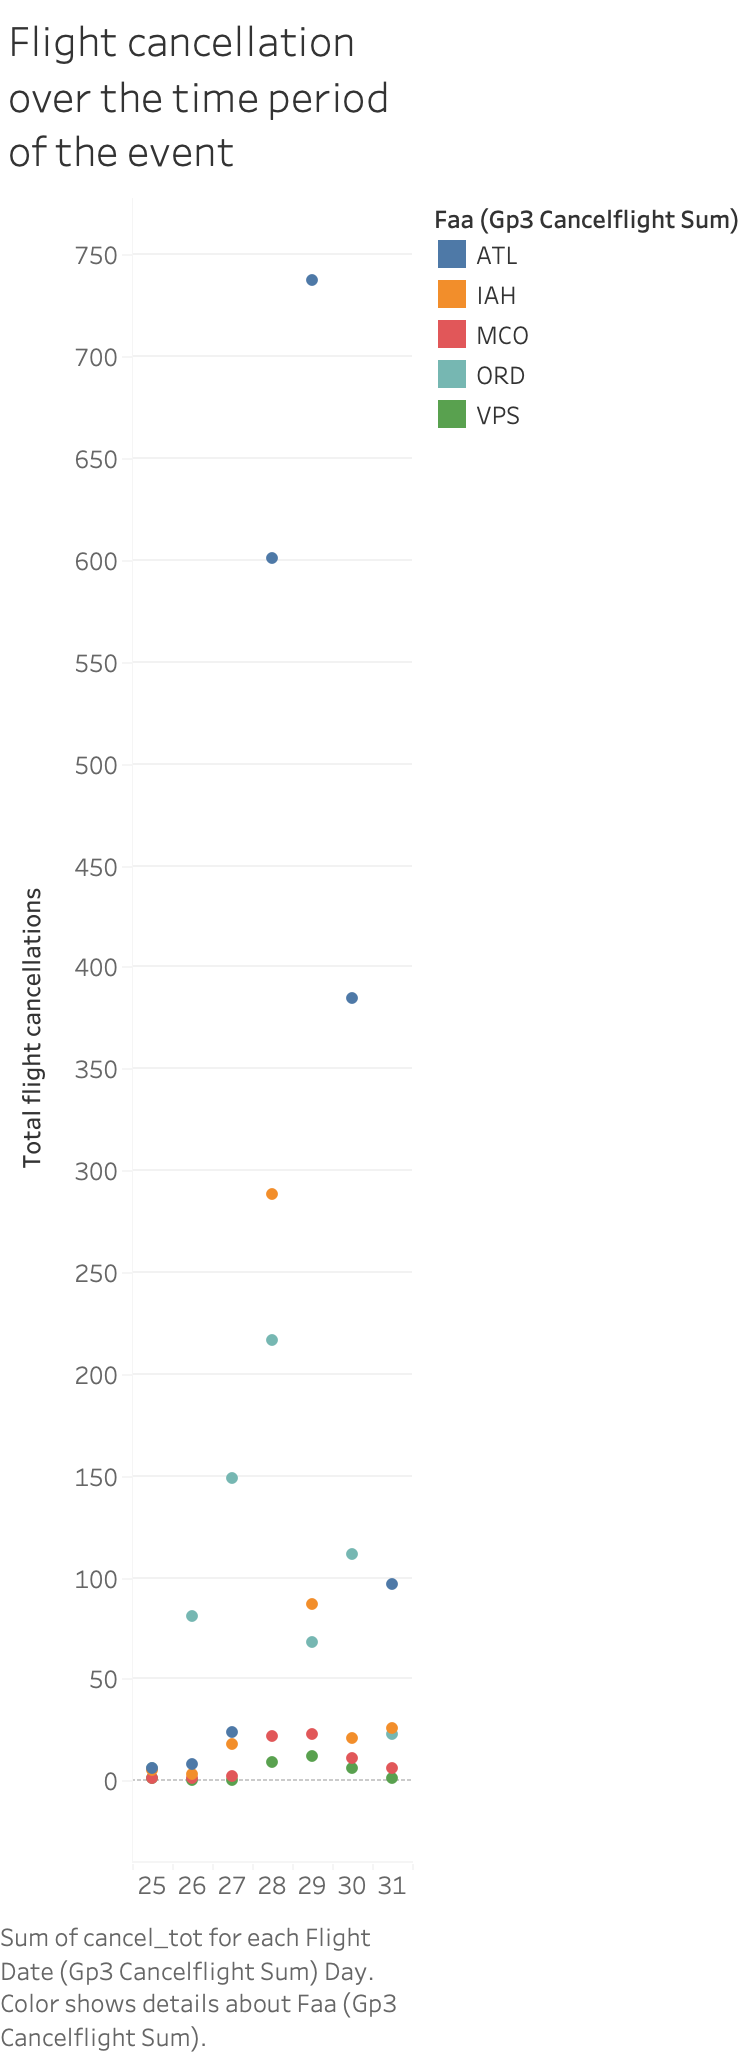 Flight cancellation
over the time period
of the event
Faa (Gp3 Cancelflight Sum)
ATL
IAH
MCO
ORD
VPS
Total flight cancellations
750
700
650
600
550
500
450
400
350
300
250
200
150
100
50
0
25 26 27 28 29 30 31
Sum of cancel_tot for each Flight
Date (Gp3 Cancelflight Sum) Day.
Color shows details about Faa (Gp3
Cancelflight Sum).